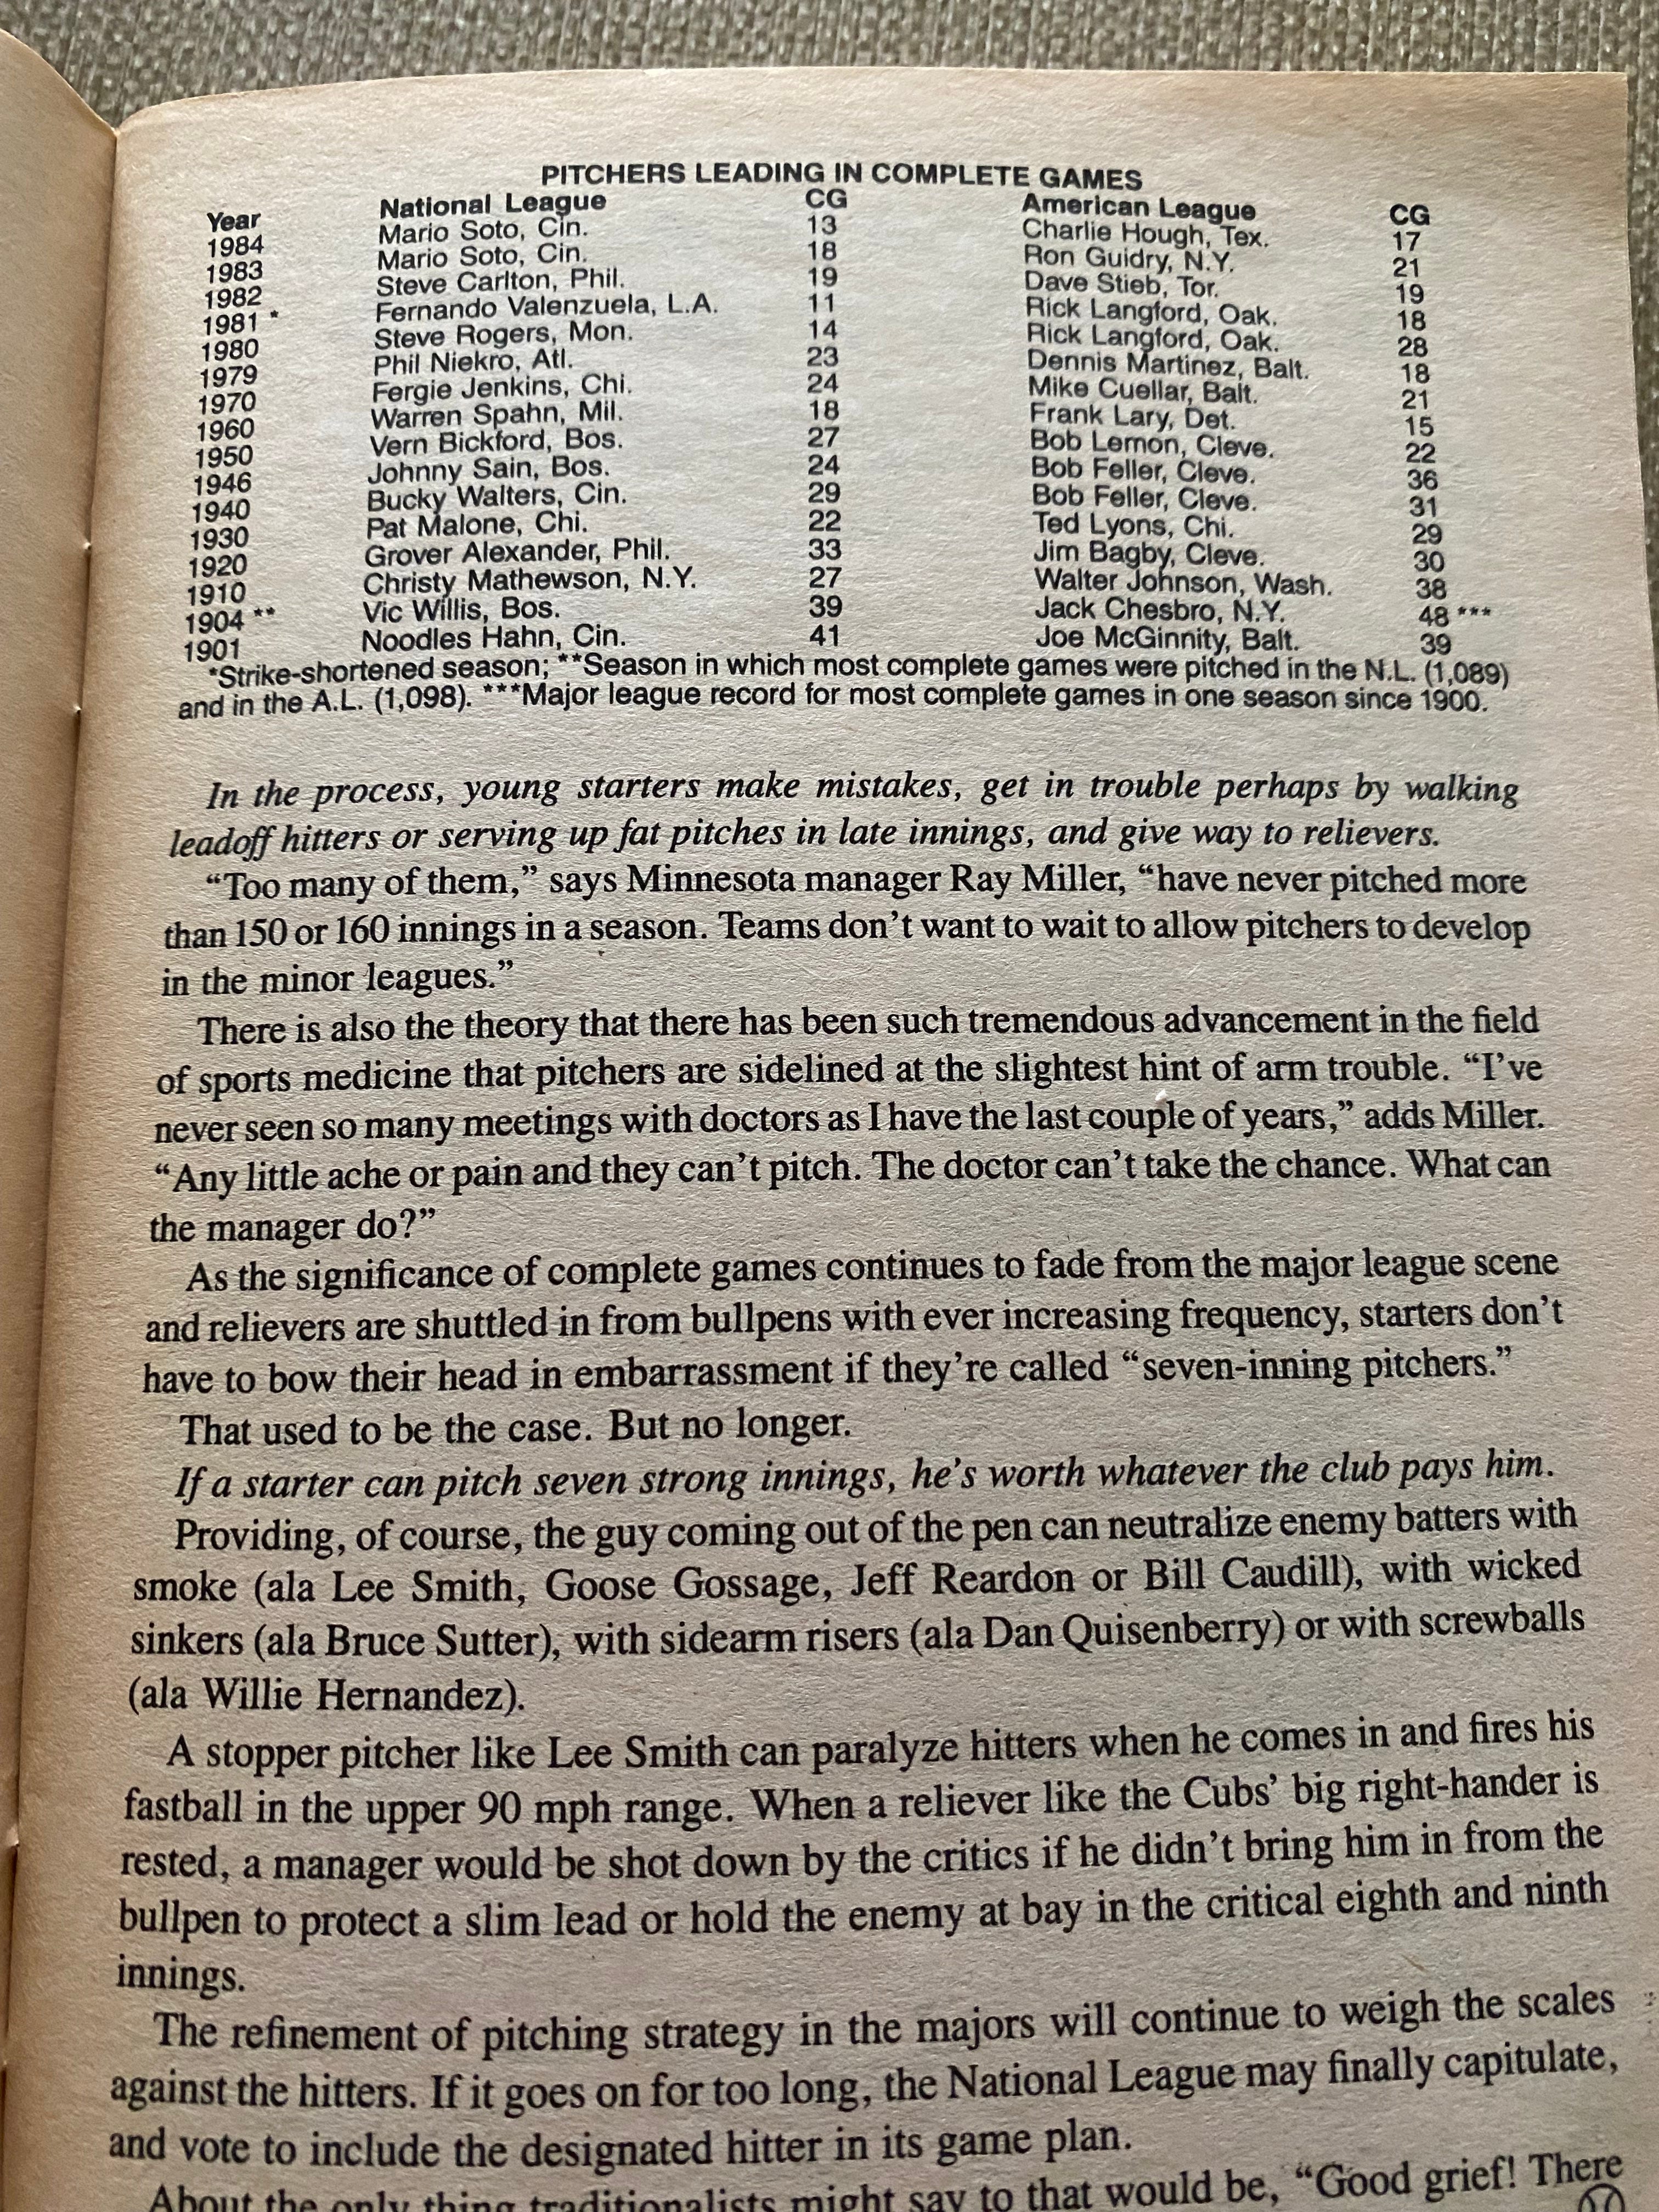 PITCHERS LEADING IN COMPLETE GAMES
Year National League CG American League CG
1984 Mario Soto, Cin. 13 Charlie Hough, Tex. 17
1983 Mario Soto, Cin. 18 Ron Guidry, N.Y. 21
1982 Steve Carlton, Phil. 19 Dave Stieb, Tor. 19
1981 * Fernando Valenzuela, L.A. 11 Rick Langford, Oak. 18
1980 Steve Rogers, Mon. 14 Rick Langford, Oak. 28
1979 Phil Niekro, Atl. 23 Dennis Martinez, Balt. 18
1970 Fergie Jenkins, Chi. 24 Mike Cuellar, Balt. 21
1960 Warren Spahn, Mil. 18 Frank Lary, Det. 15
1950 Vern Bickford, Bos. 27 Bob Lemon, Cleve. 22
1946 Johnny Sain, Bos. 24 Bob Feller, Cleve. 36
1940 Bucky Walters, Cin. 29 Bob Feller, Cleve. 31
1930 Pat Malone, Chi. 22 Ted Lyons, Chi. 29
1920 Grover Alexander, Phil. 33 Jim Bagby, Cleve. 30
1910 Christy Mathewson, N.Y. 27 Walter Johnson, Wash. 38
1904 ** Vic Willis, Bos. 39 Jack Chesbro, N.Y. 48 ***
1901 Noodles Hahn, Cin. 41 Joe McGinnity, Balt. 39
*Strike-shortened season; **Season in which most complete games were pitched in the N.L. (1,089)
and in the A.L. (1,098). ***Major league record for most complete games in one season since 1900.
In the process, young starters make mistakes, get in trouble perhaps by walking
leadoff hitters or serving up fat pitches in late innings, and give way to relievers.
“Too many of them,” says Minnesota manager Ray Miller, “have never pitched more
than 150 or 160 innings in a season. Teams don’t want to wait to allow pitchers to develop
in the minor leagues.”
There is also the theory that there has been such tremendous advancement in the field
of sports medicine that pitchers are sidelined at the slightest hint of arm trouble. “I’ve
never seen so many meetings with doctors as I have the last couple of years,” adds Miller.
“Any little ache or pain and they can’t pitch. The doctor can’t take the chance. What can
the manager do?”
As the significance of complete games continues to fade from the major league scene
and relievers are shuttled in from bullpens with ever increasing frequency, starters don’t
have to bow their head in embarrassment if they’re called “seven-inning pitchers.”
That used to be the case. But no longer.
If a starter can pitch seven strong innings, he’s worth whatever the club pays him.
Providing, of course, the guy coming out of the pen can neutralize enemy batters with
smoke (ala Lee Smith, Goose Gossage, Jeff Reardon or Bill Caudill), with wicked
sinkers (ala Bruce Sutter), with sidearm risers (ala Dan Quisenberry) or with screwballs
(ala Willie Hernandez).
A stopper pitcher like Lee Smith can paralyze hitters when he comes in and fires his
fastball in the upper 90 mph range. When a reliever like the Cubs’ big right-hander is
rested, a manager would be shot down by the critics if he didn’t bring him in from the
bullpen to protect a slim lead or hold the enemy at bay in the critical eighth and ninth
innings.
The refinement of pitching strategy in the majors will continue to weigh the scales
against the hitters. If it goes on for too long, the National League may finally capitulate,
and vote to include the designated hitter in its game plan.
About the only thing traditionalists might say to that would be, “Good grief! There